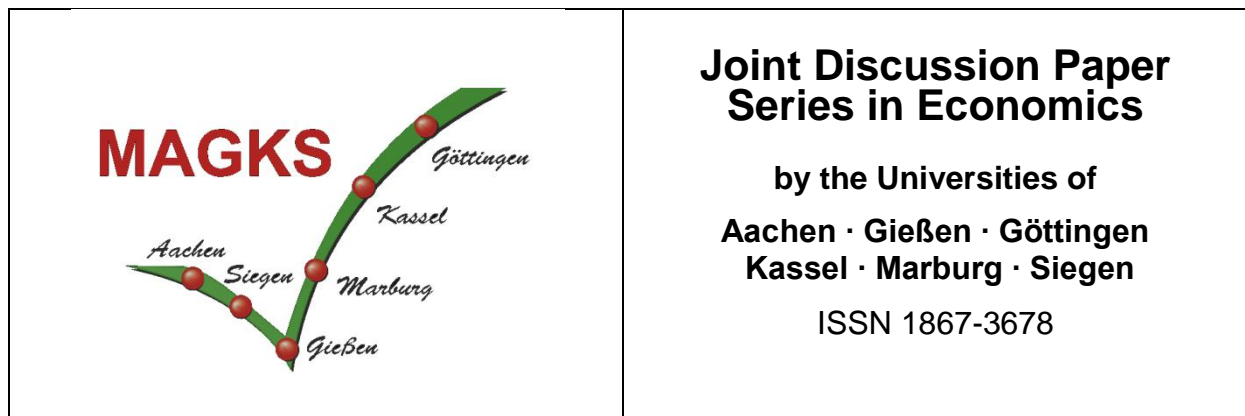 MAGKS
Göttingen
Kassel
Aachen
Siegen
Marburg
Gießen
Joint Discussion Paper
Series in Economics
by the Universities of
Aachen · Gießen · Göttingen
Kassel · Marburg · Siegen
ISSN 1867-3678